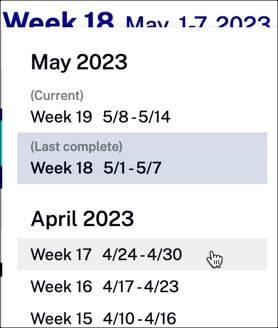 Week 18 May 1-7, 2023
May 2023
(Current)
Week 19 5/8-5/14
(Last complete)
Week 18 5/1-5/7
April 2023
Week 17 4/24-4/30
Week 16 4/17-4/23
Week 15 4/10-4/16